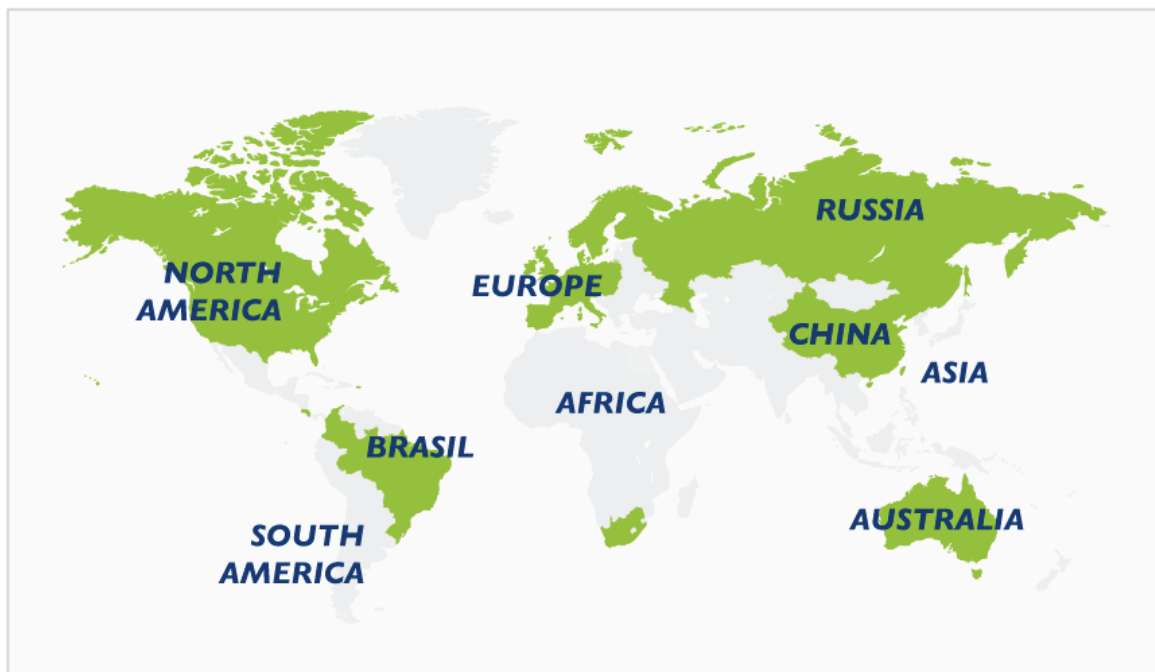 RUSSIA
NORTH
AMERICA
EUROPE
CHINA
ASIA
AFRICA
BRASIL
AUSTRALIA
SOUTH
AMERICA